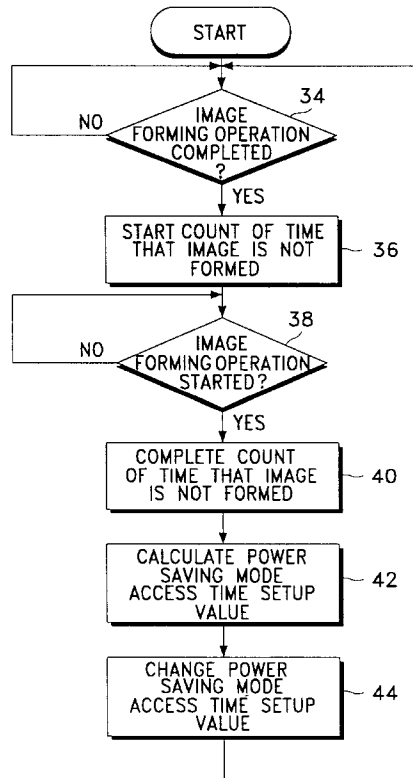 START
34
IMAGE
FORMING OPERATION
COMPLETED
?
NO
YES
START COUNT OF TIME
THAT IMAGE IS NOT
FORMED
36
38
IMAGE
FORMING OPERATION
STARTED?
NO
YES
COMPLETE COUNT
OF TIME THAT IMAGE
IS NOT FORMED
40
CALCULATE POWER
SAVING MODE
ACCESS TIME SETUP
VALUE
42
CHANGE POWER
SAVING MODE
ACCESS TIME SETUP
VALUE
44